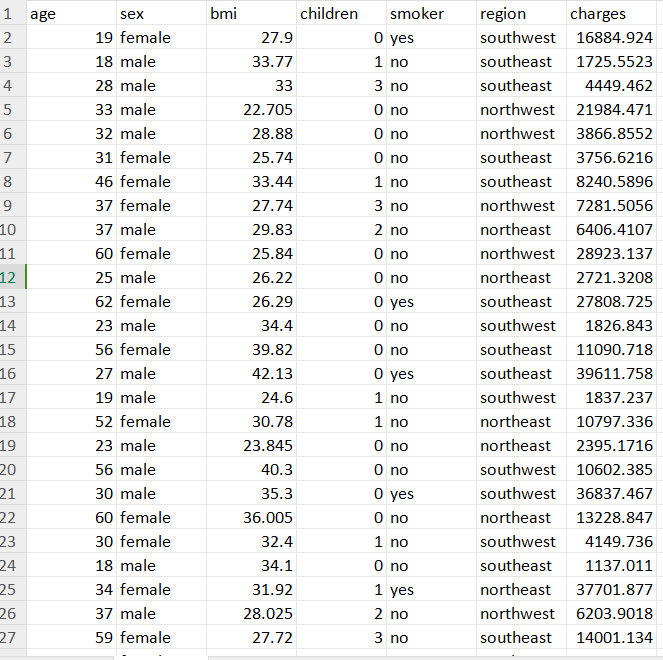 1 age sex bmi children smoker region charges
2 19 female 27.9 0 yes southwest 16884.924
3 18 male 33.77 1 no southeast 1725.5523
4 28 male 33 3 no southeast 4449.462
5 33 male 22.705 0 no northwest 21984.471
6 32 male 28.88 0 no northwest 3866.8552
7 31 female 25.74 0 no southeast 3756.6216
8 46 female 33.44 1 no southeast 8240.5896
9 37 female 27.74 3 no northwest 7281.5056
10 37 male 29.83 2 no northeast 6406.4107
11 60 female 25.84 0 no northwest 28923.137
12 25 male 26.22 0 no northeast 2721.3208
13 62 female 26.29 0 yes southeast 27808.725
14 23 male 34.4 0 no southwest 1826.843
15 56 female 39.82 0 no southeast 11090.718
16 27 male 42.13 0 yes southeast 39611.758
17 19 male 24.6 1 no southwest 1837.237
18 52 female 30.78 1 no northeast 10797.336
19 23 male 23.845 0 no northeast 2395.1716
20 56 male 40.3 0 no southwest 10602.385
21 30 male 35.3 0 yes southwest 36837.467
22 60 female 36.005 0 no northeast 13228.847
23 30 female 32.4 1 no southwest 4149.736
24 18 male 34.1 0 no southeast 1137.011
25 34 female 31.92 1 yes northeast 37701.877
26 37 male 28.025 2 no northwest 6203.9018
27 59 female 27.72 3 no southeast 14001.134